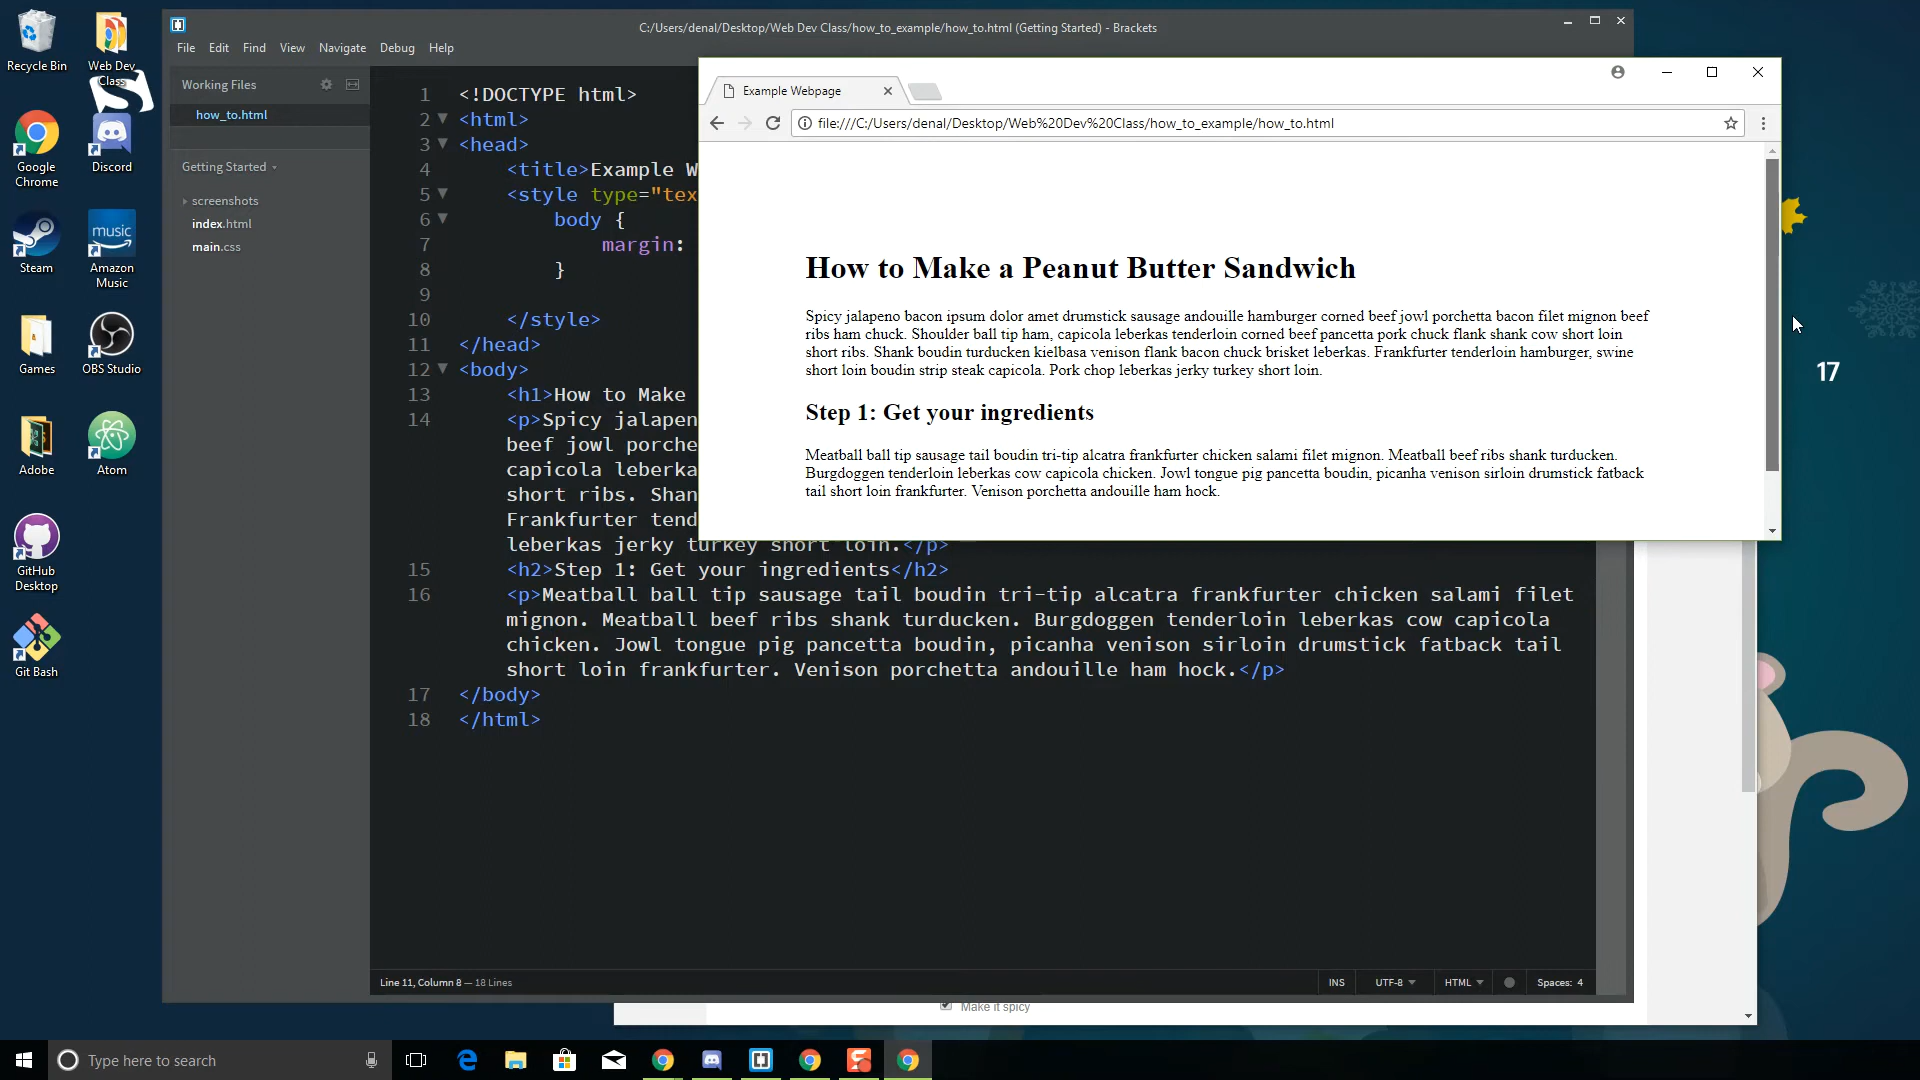 Recycle Bin
Web Dev
Class
Google
Chrome
Discord
Steam
music
Amazon
Music
Games
OBS Studio
Adobe
Atom
GitHub
Desktop
Git Bash
C:/Users/denal/Desktop/Web Dev Class/how_to_example/how_to.html (Getting Started) - Brackets
File Edit Find View Navigate Debug Help
Working Files
how_to.html
Getting Started
screenshots
index.html
main.css
1 <!DOCTYPE html>
2 <html>
3 <head>
4 <title>Example W
5 <style type="tex
6 body {
7 margin:
8 }
9
10 </style>
11 </head>
12 <body>
13 <h1>How to Make
14 <p>Spicy jalapen
beef jowl porche
capicola leberka
short ribs. Shan
Frankfurter tend
leberkas jerky turkey short loin.</p>
15 <h2>Step 1: Get your ingredients</h2>
16 <p>Meatball ball tip sausage tail boudin tri-tip alcatra frankfurter chicken salami filet
mignon. Meatball beef ribs shank turducken. Burgdoggen tenderloin leberkas cow capicola
chicken. Jowl tongue pig pancetta boudin, picanha venison sirloin drumstick fatback tail
short loin frankfurter. Venison porchetta andouille ham hock.</p>
17 </body>
18 </html>
Line 11, Column 8 — 18 Lines
INS UTF-8 HTML Spaces: 4
Example Webpage
file:///C:/Users/denal/Desktop/Web%20Dev%20Class/how_to_example/how_to.html
How to Make a Peanut Butter Sandwich
Spicy jalapeno bacon ipsum dolor amet drumstick sausage andouille hamburger corned beef jowl porchetta bacon filet mignon beef
ribs ham chuck. Shoulder ball tip ham, capicola leberkas tenderloin corned beef pancetta pork chuck flank shank cow short loin
short ribs. Shank boudin turducken kielbasa venison flank bacon chuck brisket leberkas. Frankfurter tenderloin hamburger, swine
short loin boudin strip steak capicola. Pork chop leberkas jerky turkey short loin.
Step 1: Get your ingredients
Meatball ball tip sausage tail boudin tri-tip alcatra frankfurter chicken salami filet mignon. Meatball beef ribs shank turducken.
Burgdoggen tenderloin leberkas cow capicola chicken. Jowl tongue pig pancetta boudin, picanha venison sirloin drumstick fatback
tail short loin frankfurter. Venison porchetta andouille ham hock.
17
Make it spicy
Type here to search